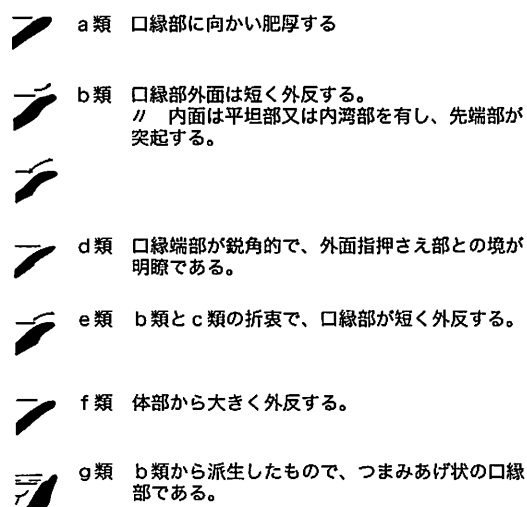 a類 口縁部に向かい肥厚する
b類 口縁部外面は短く外反する。
〃 内面は平坦部又は内湾部を有し、先端部が
突起する。
d類 口縁端部が鋭角的で、外面指押さえ部との境が
明瞭である。
e類 b類とc類の折衷で、口縁部が短く外反する。
f類 体部から大きく外反する。
g類 b類から派生したもので、つまみあげ状の口縁
部である。